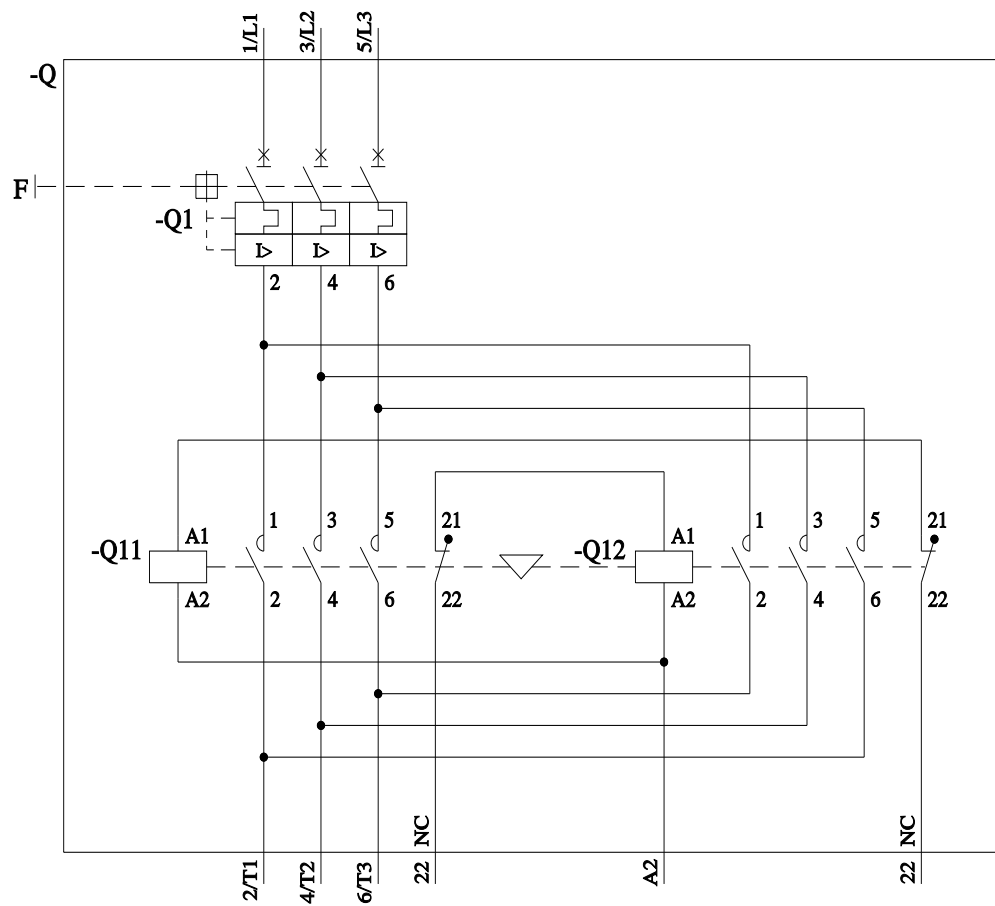 1/L1 3/L2 5/L3
-Q
F
-Q1
I> I> I>
2 4 6
1 3 5 21 1 3 5 21
-Q11 A1 -Q12 A1
A2 2 4 6 22 A2 2 4 6 22
NC NC
2/T1 4/T2 6/T3 22 A2 22